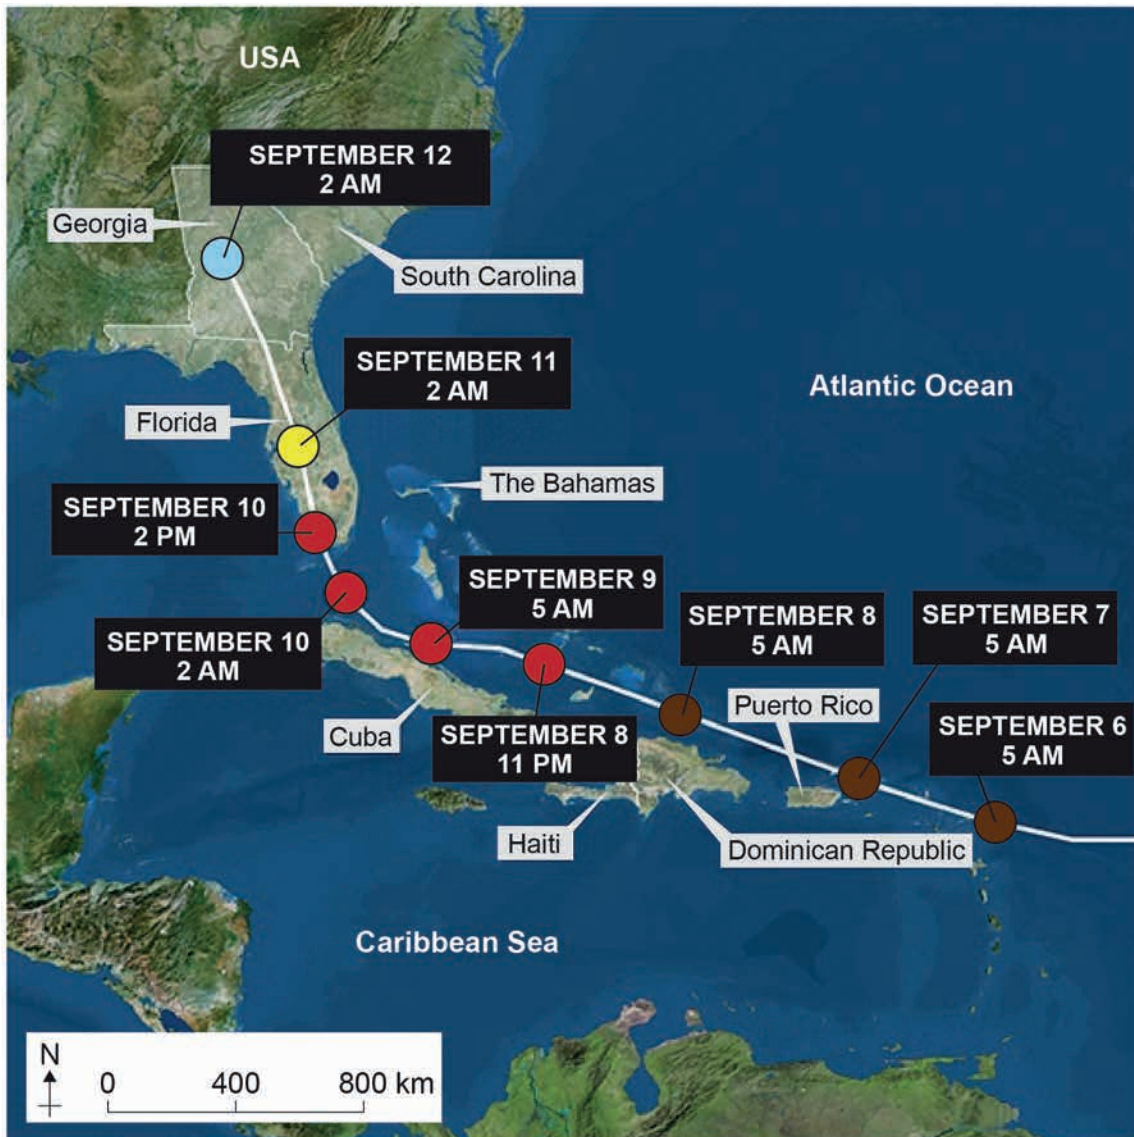 USA
SEPTEMBER 12
2 AM
Georgia
South Carolina
SEPTEMBER 11
2 AM
Atlantic Ocean
Florida
The Bahamas
SEPTEMBER 10
2 PM
SEPTEMBER 9
5 AM
SEPTEMBER 8
5 AM
SEPTEMBER 7
5 AM
SEPTEMBER 10
2 AM
Puerto Rico
Cuba
SEPTEMBER 8
11 PM
SEPTEMBER 6
5 AM
Haiti
Dominican Republic
Caribbean Sea
N
0 400 800 km